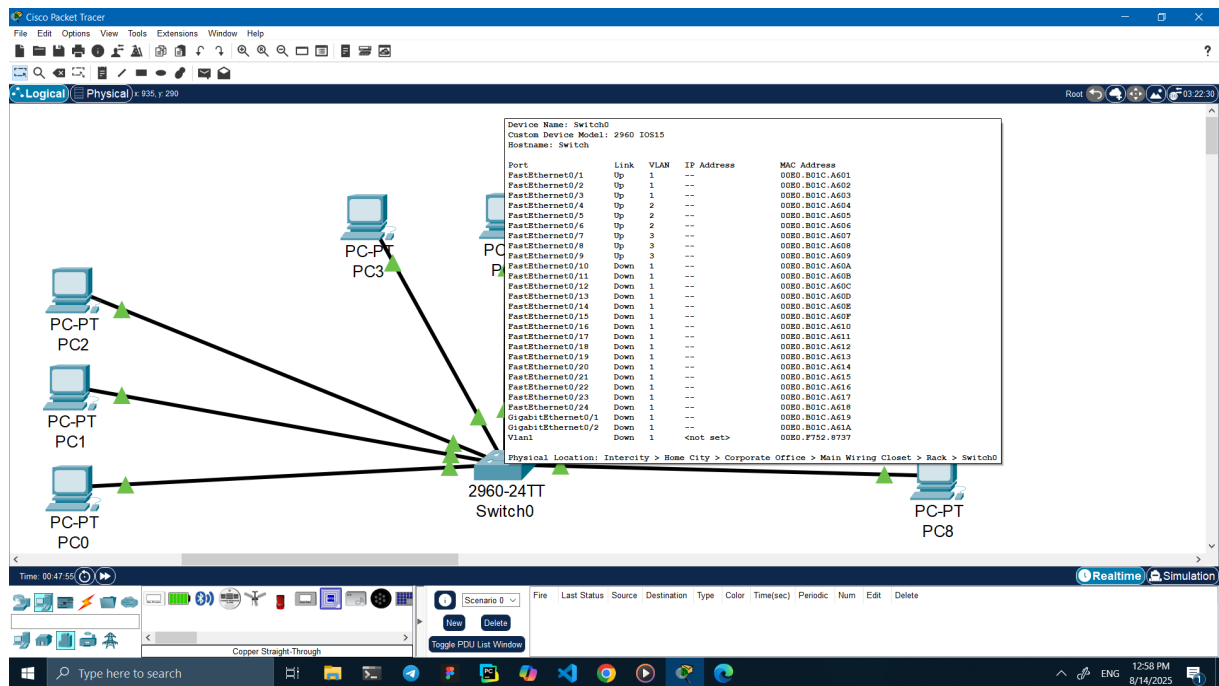 Cisco Packet Tracer
File Edit Options View Tools Extensions Window Help
?
Logical Physical x: 935, y: 290 Root 03:22:30
Device Name: Switch0
Custom Device Model: 2960 IOS15
Hostname: Switch
Port Link VLAN IP Address MAC Address
FastEthernet0/1 Up 1 -- 00E0.B01C.A601
FastEthernet0/2 Up 1 -- 00E0.B01C.A602
FastEthernet0/3 Up 1 -- 00E0.B01C.A603
FastEthernet0/4 Up 2 -- 00E0.B01C.A604
FastEthernet0/5 Up 2 -- 00E0.B01C.A605
FastEthernet0/6 Up 2 -- 00E0.B01C.A606
FastEthernet0/7 Up 3 -- 00E0.B01C.A607
FastEthernet0/8 Up 3 -- 00E0.B01C.A608
FastEthernet0/9 Up 3 -- 00E0.B01C.A609
FastEthernet0/10 Down 1 -- 00E0.B01C.A60A
FastEthernet0/11 Down 1 -- 00E0.B01C.A60B
FastEthernet0/12 Down 1 -- 00E0.B01C.A60C
FastEthernet0/13 Down 1 -- 00E0.B01C.A60D
FastEthernet0/14 Down 1 -- 00E0.B01C.A60E
FastEthernet0/15 Down 1 -- 00E0.B01C.A60F
FastEthernet0/16 Down 1 -- 00E0.B01C.A610
FastEthernet0/17 Down 1 -- 00E0.B01C.A611
FastEthernet0/18 Down 1 -- 00E0.B01C.A612
FastEthernet0/19 Down 1 -- 00E0.B01C.A613
FastEthernet0/20 Down 1 -- 00E0.B01C.A614
FastEthernet0/21 Down 1 -- 00E0.B01C.A615
FastEthernet0/22 Down 1 -- 00E0.B01C.A616
FastEthernet0/23 Down 1 -- 00E0.B01C.A617
FastEthernet0/24 Down 1 -- 00E0.B01C.A618
GigabitEthernet0/1 Down 1 -- 00E0.B01C.A619
GigabitEthernet0/2 Down 1 -- 00E0.B01C.A61A
Vlan1 Down 1 <not set> 00E0.F752.8737
Physical Location: Intercity > Home City > Corporate Office > Main Wiring Closet > Rack > Switch0
PC-PT
PC3
PC
P
PC-PT
PC2
PC-PT
PC1
PC-PT
PC0
2960-24TT
Switch0
PC-PT
PC8
Time: 00:47:55 Realtime Simulation
Scenario 0 Fire Last Status Source Destination Type Color Time(sec) Periodic Num Edit Delete
New Delete
Toggle PDU List Window
Copper Straight-Through
Type here to search
ENG
12:58 PM
8/14/2025
1